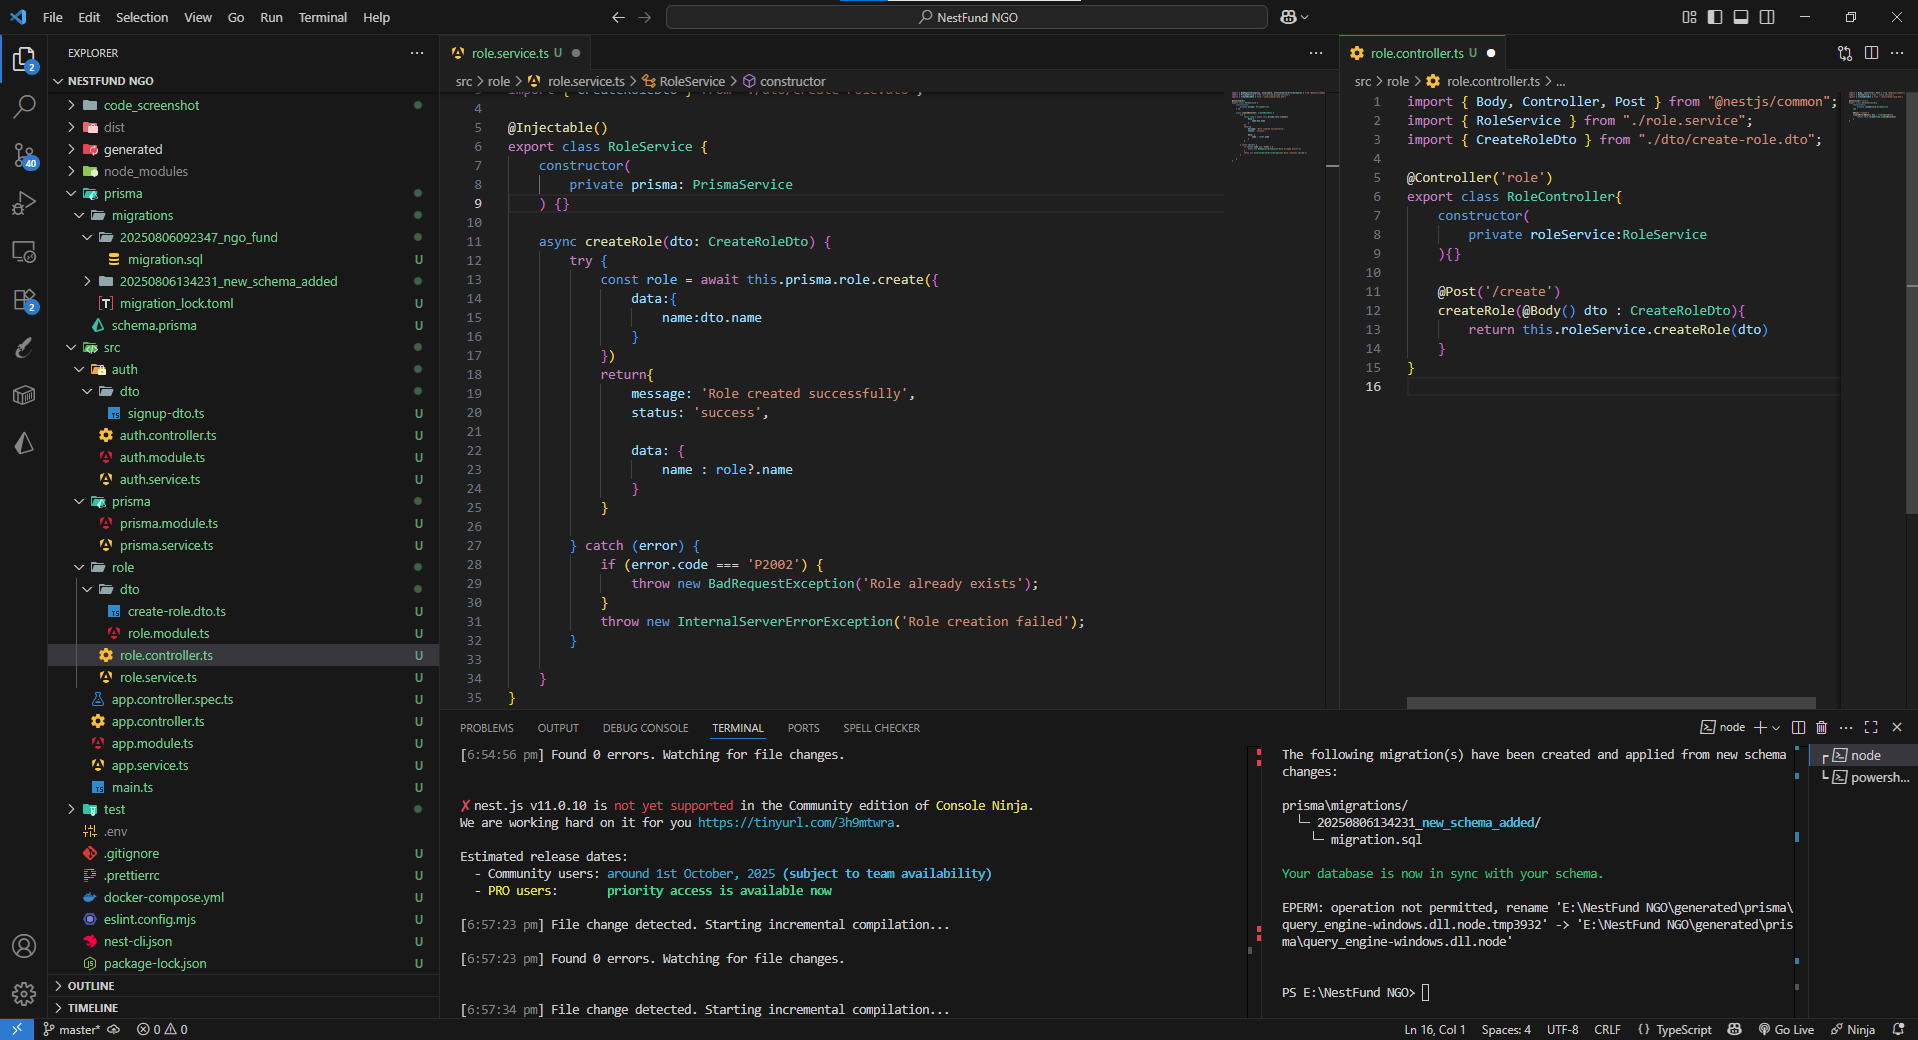 File Edit Selection View Go Run Terminal Help
NestFund NGO
EXPLORER
NESTFUND NGO
code_screenshot
dist
generated
node_modules
prisma
migrations
20250806092347_ngo_fund
migration.sql
20250806134231_new_schema_added
migration_lock.toml U
schema.prisma U
src
auth
dto
signup-dto.ts U
auth.controller.ts U
auth.module.ts U
auth.service.ts U
prisma
prisma.module.ts U
prisma.service.ts U
role
dto
create-role.dto.ts U
role.module.ts U
role.controller.ts U
role.service.ts U
app.controller.spec.ts U
app.controller.ts U
app.module.ts U
app.service.ts U
main.ts U
test
.env
.gitignore U
.prettierrc U
docker-compose.yml U
eslint.config.mjs U
nest-cli.json U
package-lock.json U
OUTLINE
TIMELINE
2
40
2
role.service.ts U
src > role > role.service.ts > RoleService > constructor
4
5 @Injectable()
6 export class RoleService {
7 constructor(
8 private prisma: PrismaService
9 ) {}
10
11 async createRole(dto: CreateRoleDto) {
12 try {
13 const role = await this.prisma.role.create({
14 data:{
15 name:dto.name
16 }
17 })
18 return{
19 message: 'Role created successfully',
20 status: 'success',
21
22 data: {
23 name : role?.name
24 }
25 }
26
27 } catch (error) {
28 if (error.code === 'P2002') {
29 throw new BadRequestException('Role already exists');
30 }
31 throw new InternalServerErrorException('Role creation failed');
32 }
33
34 }
35 }
role.controller.ts U
src > role > role.controller.ts > ...
1 import { Body, Controller, Post } from "@nestjs/common";
2 import { RoleService } from "./role.service";
3 import { CreateRoleDto } from "./dto/create-role.dto";
4
5 @Controller('role')
6 export class RoleController{
7 constructor(
8 private roleService:RoleService
9 ){}
10
11 @Post('/create')
12 createRole(@Body() dto : CreateRoleDto){
13 return this.roleService.createRole(dto)
14 }
15 }
16
PROBLEMS OUTPUT DEBUG CONSOLE TERMINAL PORTS SPELL CHECKER
node
[6:54:56 pm] Found 0 errors. Watching for file changes.
✗ nest.js v11.0.10 is not yet supported in the Community edition of Console Ninja.
We are working hard on it for you https://tinyurl.com/3h9mtwra.
Estimated release dates:
- Community users: around 1st October, 2025 (subject to team availability)
- PRO users: priority access is available now
[6:57:23 pm] File change detected. Starting incremental compilation...
[6:57:23 pm] Found 0 errors. Watching for file changes.
[6:57:34 pm] File change detected. Starting incremental compilation...
The following migration(s) have been created and applied from new schema
changes:
prisma\migrations/
└─ 20250806134231_new_schema_added/
└─ migration.sql
Your database is now in sync with your schema.
EPERM: operation not permitted, rename 'E:\NestFund NGO\generated\prisma\
query_engine-windows.dll.node.tmp3932' -> 'E:\NestFund NGO\generated\pris
ma\query_engine-windows.dll.node'
PS E:\NestFund NGO>
node
powersh...
master* 0 0 Ln 16, Col 1 Spaces: 4 UTF-8 CRLF {} TypeScript Go Live Ninja